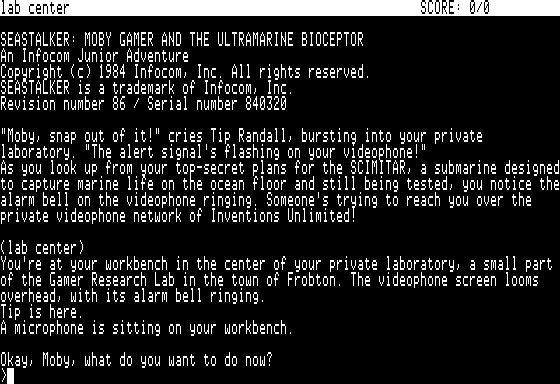 lab center SCORE: 0/0
SEASTALKER: MOBY GAMER AND THE ULTRAMARINE BIOCEPTOR
An Infocom Junior Adventure
Copyright (c) 1984 Infocom, Inc. All rights reserved.
SEASTALKER is a trademark of Infocom, Inc.
Revision number 86 / Serial number 840320
"Moby, snap out of it!" cries Tip Randall, bursting into your private
laboratory. "The alert signal's flashing on your videophone!"
As you look up from your top-secret plans for the SCIMITAR, a submarine designed
to capture marine life on the ocean floor and still being tested, you notice the
alarm bell on the videophone ringing. Someone's trying to reach you over the
private videophone network of Inventions Unlimited!
(lab center)
You're at your workbench in the center of your private laboratory, a small part
of the Gamer Research Lab in the town of Frobton. The videophone screen looms
overhead, with its alarm bell ringing.
Tip is here.
A microphone is sitting on your workbench.
Okay, Moby, what do you want to do now?
>